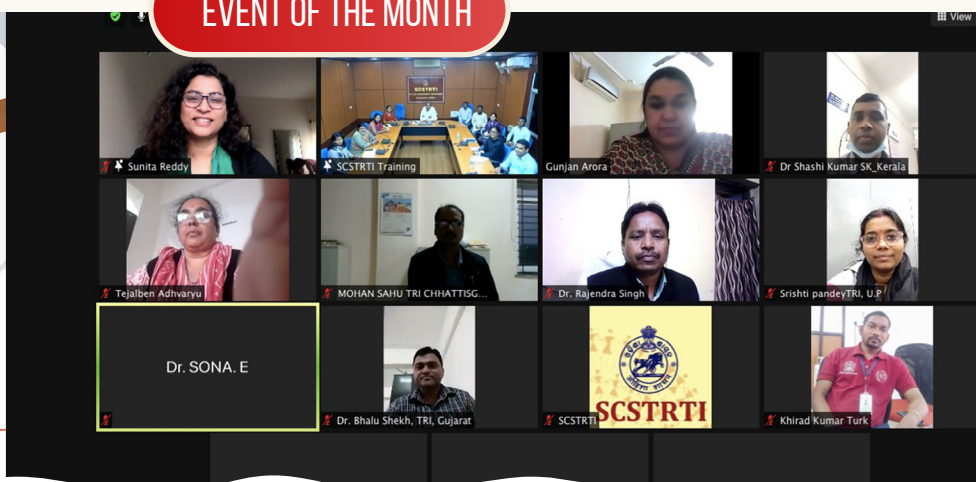 EVENT OF THE MONTH
View
Sunita Reddy
SCSTRTI
SCSTRTI Training
Gunjan Arora
Dr Shashi Kumar SK_Kerala
Tejalben Adhvaryu
MOHAN SAHU TRI CHHATTISG...
Dr. Rajendra Singh
Srishti pandeyTRI, U.P
Dr. SONA. E
Dr. Bhalu Shekh, TRI, Gujarat
SCSTRTI
SCSTRTI
Khirad Kumar Turk